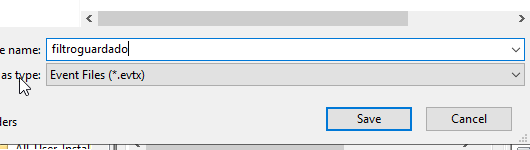 e name: filtroguardado
as type: Event Files (*.evtx)
Save Cancel
ders